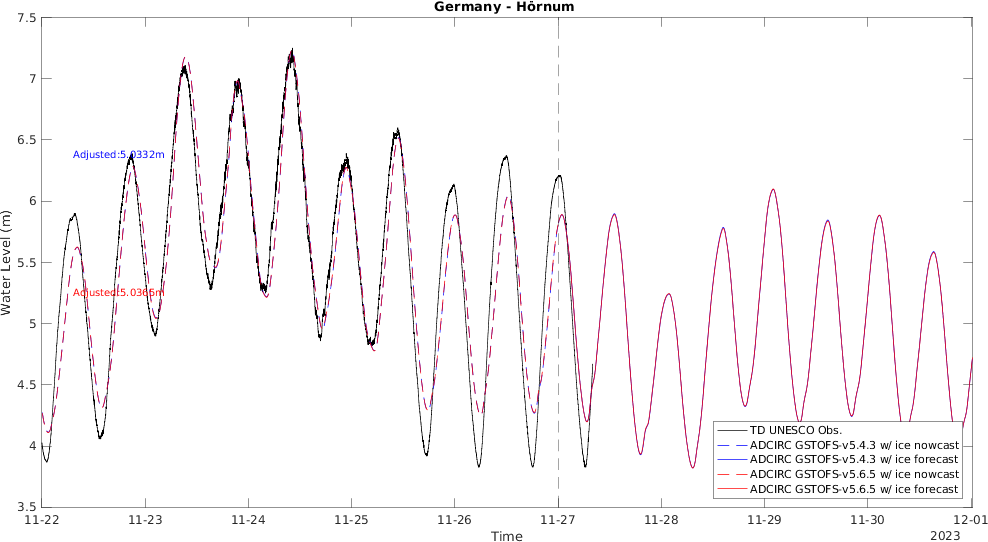 Germany - Hörnum
7.5
7
6.5
6
5.5
5
4.5
4
3.5
Water Level (m)
Adjusted:5.0332m
Adjusted:5.0366m
TD UNESCO Obs.
ADCIRC GSTOFS-v5.4.3 w/ ice nowcast
ADCIRC GSTOFS-v5.4.3 w/ ice forecast
ADCIRC GSTOFS-v5.6.5 w/ ice nowcast
ADCIRC GSTOFS-v5.6.5 w/ ice forecast
11-22 11-23 11-24 11-25 11-26 11-27 11-28 11-29 11-30 12-01
Time
2023